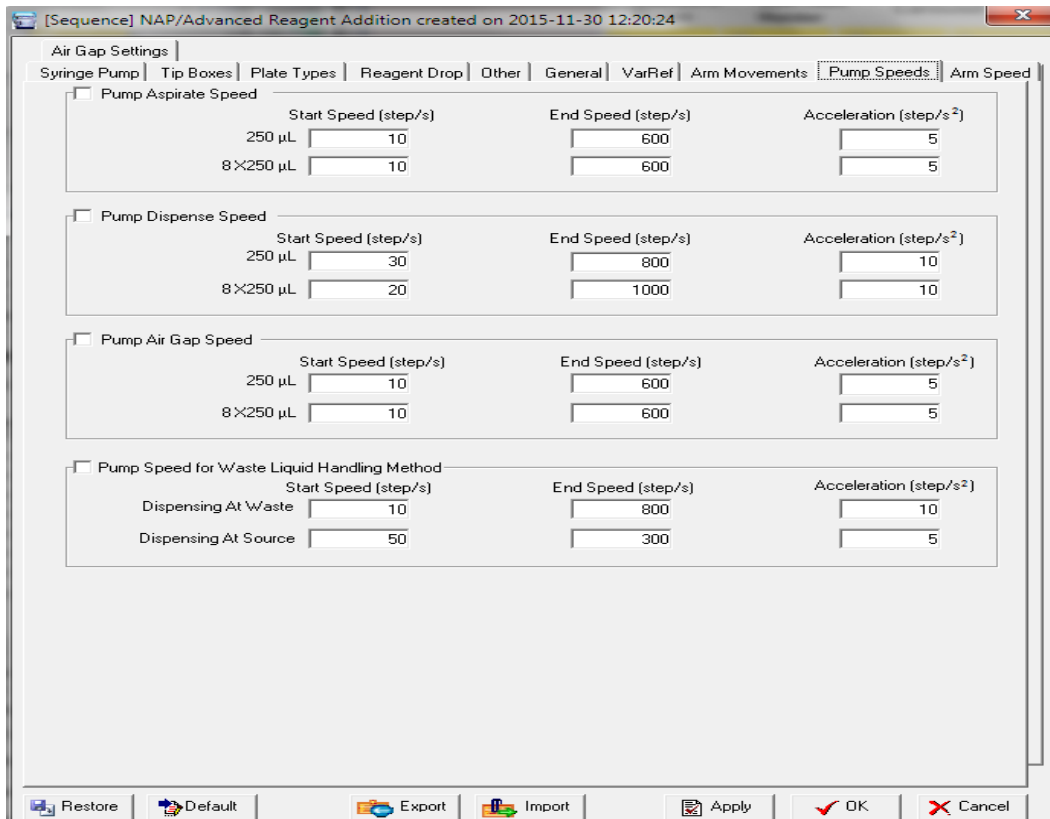 [Sequence] NAP/Advanced Reagent Addition created on 2015-11-30 12:20:24
Air Gap Settings
Syringe Pump Tip Boxes Plate Types Reagent Drop Other General VarRef Arm Movements Pump Speeds Arm Speed
Pump Aspirate Speed
Start Speed (step/s) End Speed (step/s) Acceleration (step/s²)
250 µL 10 600 5
8×250 µL 10 600 5
Pump Dispense Speed
Start Speed (step/s) End Speed (step/s) Acceleration (step/s²)
250 µL 30 800 10
8×250 µL 20 1000 10
Pump Air Gap Speed
Start Speed (step/s) End Speed (step/s) Acceleration (step/s²)
250 µL 10 600 5
8×250 µL 10 600 5
Pump Speed for Waste Liquid Handling Method
Start Speed (step/s) End Speed (step/s) Acceleration (step/s²)
Dispensing At Waste 10 800 10
Dispensing At Source 50 300 5
Restore Default Export Import Apply OK Cancel